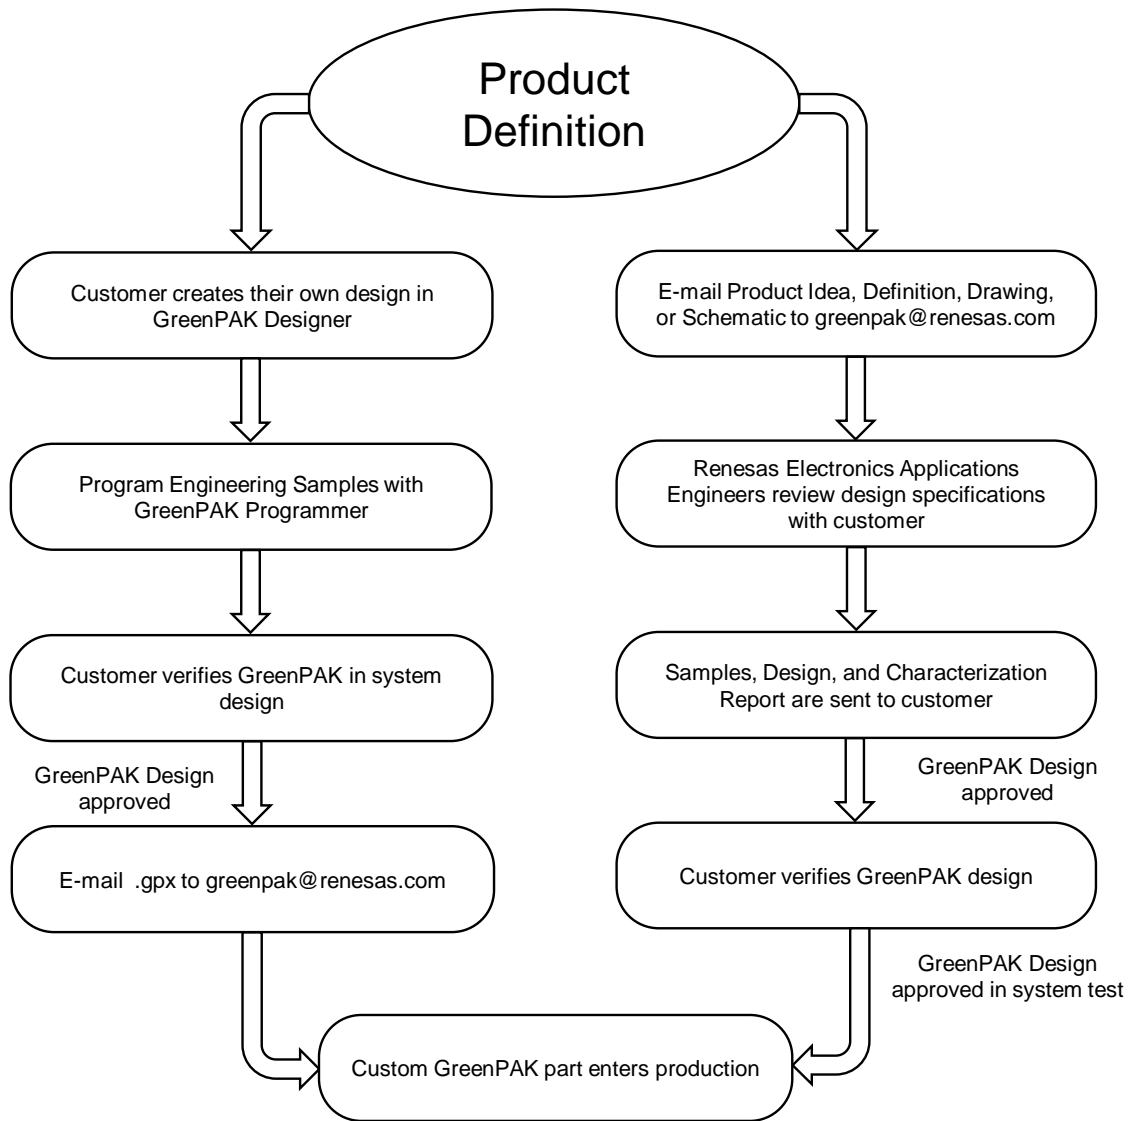 Product
Definition
Customer creates their own design in
GreenPAK Designer
Program Engineering Samples with
GreenPAK Programmer
Customer verifies GreenPAK in system
design
GreenPAK Design
approved
E-mail  .gpx to greenpak@renesas.com
E-mail Product Idea, Definition, Drawing,
or Schematic to greenpak@renesas.com
Renesas Electronics Applications
Engineers review design specifications
with customer
Samples, Design, and Characterization
Report are sent to customer
GreenPAK Design
approved
Customer verifies GreenPAK design
GreenPAK Design
approved in system test
Custom GreenPAK part enters production